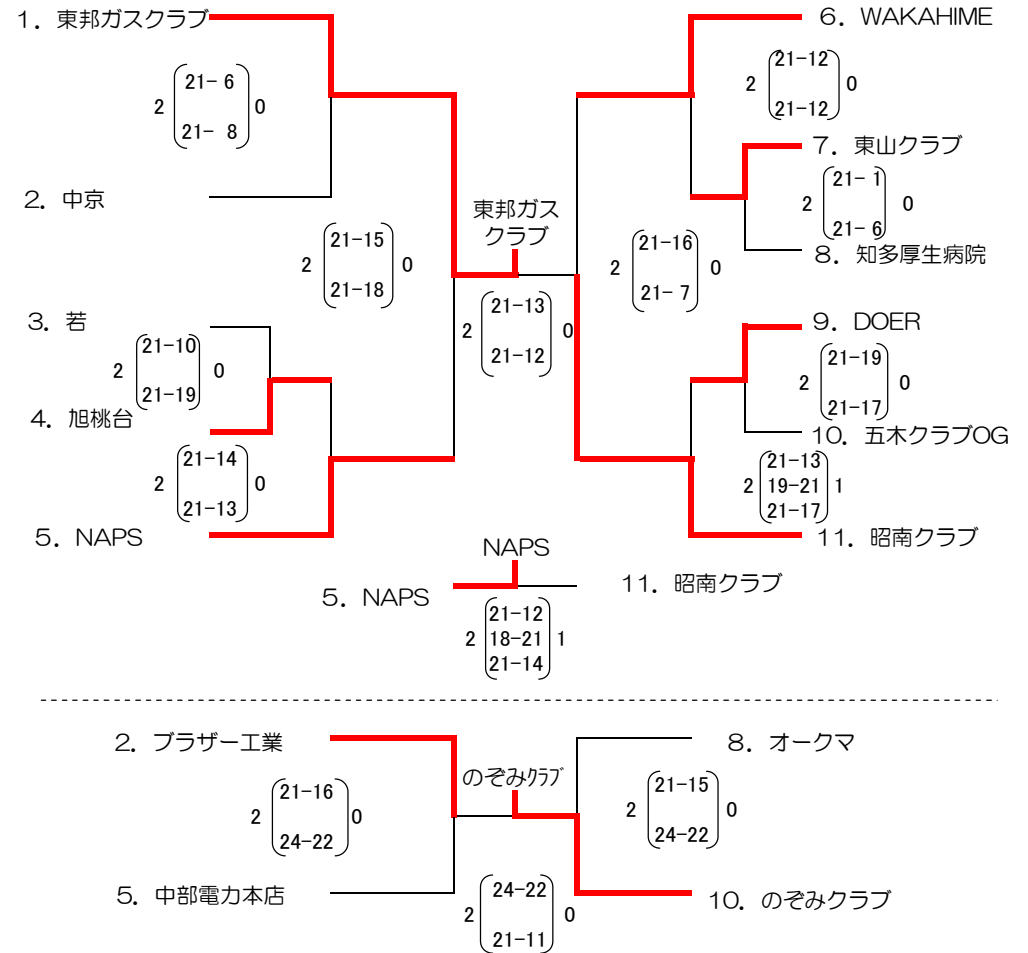 1. 東邦ガスクラブ
6. WAKAHIME
2 21- 6 0
21- 8
2 21-12 0
21-12
7. 東山クラブ
2. 中京
2 21- 1 0
21- 6
東邦ガス
クラブ
2 21-15 0
21-18
2 21-16 0
21- 7
8. 知多厚生病院
3. 若
9. DOER
2 21-13 0
21-12
2 21-10 0
21-19
2 21-19 0
21-17
4. 旭桃台
10. 五木クラブOG
2 21-14 0
21-13
21-13
2 19-21 1
21-17
5. NAPS
11. 昭南クラブ
NAPS
5. NAPS
11. 昭南クラブ
21-12
2 18-21 1
21-14
2. ブラザー工業
8. オークマ
のぞみｸﾗﾌﾞ
2 21-16 0
24-22
2 21-15 0
24-22
5. 中部電力本店
10. のぞみクラブ
2 24-22 0
21-11